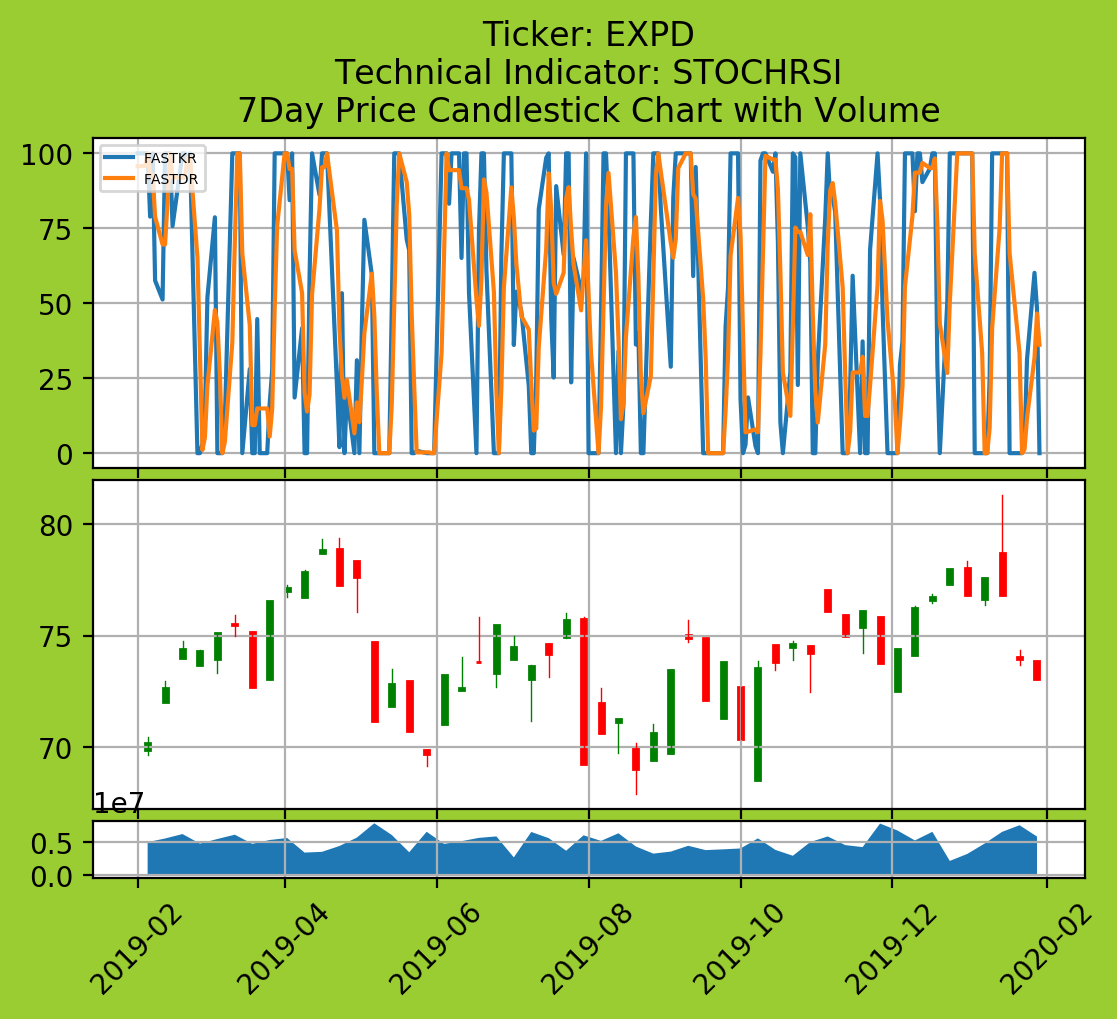 Ticker: EXPD
Technical Indicator: STOCHRSI
7Day Price Candlestick Chart with Volume
FASTKR
FASTDR
100
75
50
25
0
80
75
70
1e7
0.5
0.0
2019-02
2019-04
2019-06
2019-08
2019-10
2019-12
2020-02